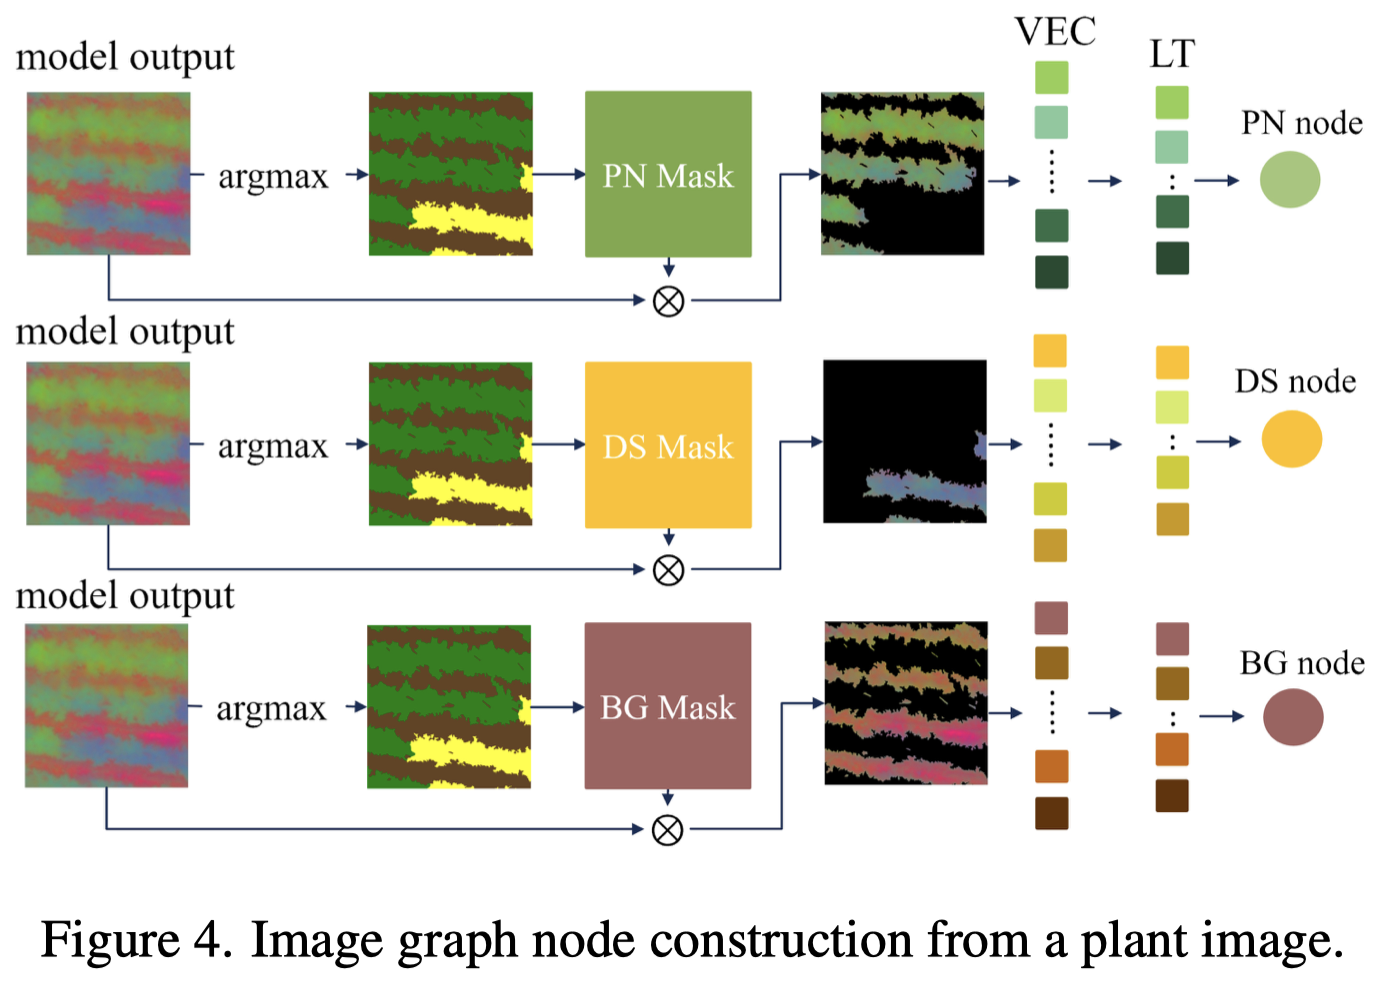 VEC
LT
model output
argmax
PN Mask
PN node
model output
argmax
DS Mask
DS node
model output
argmax
BG Mask
BG node
Figure 4. Image graph node construction from a plant image.